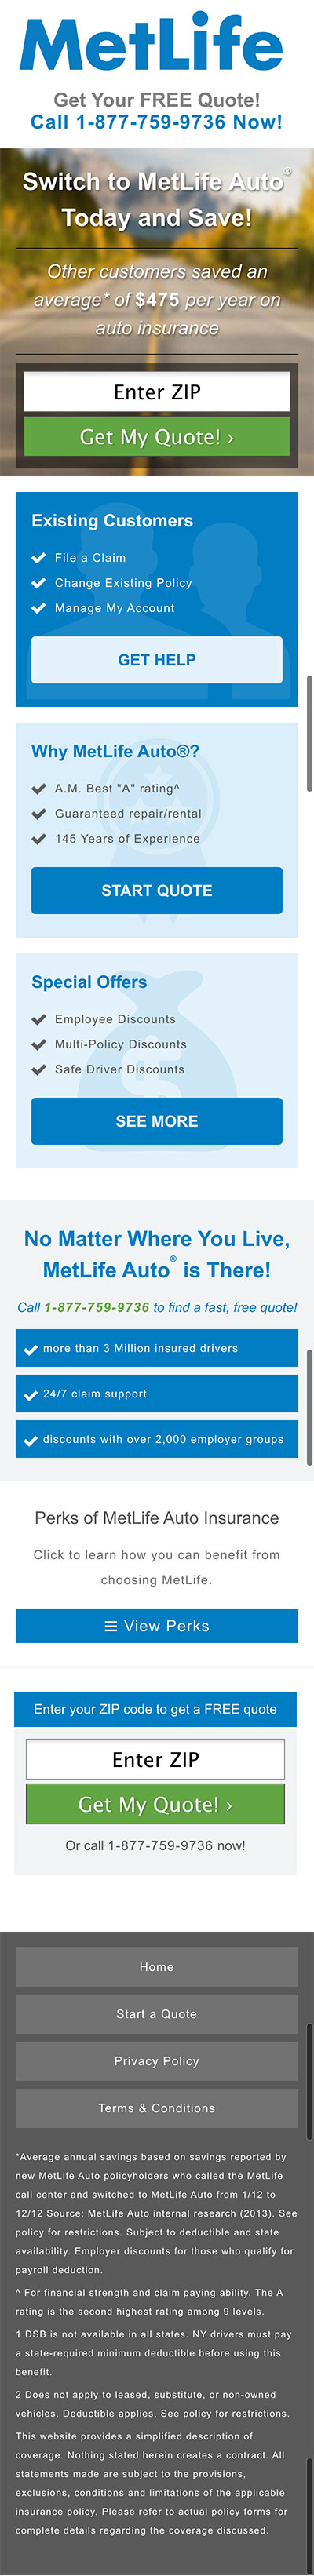 MetLife
Get Your FREE Quote!
Call 1-877-759-9736 Now!
Switch to MetLife Auto®
Today and Save!
Other customers saved an
average* of $475 per year on
auto insurance
Enter ZIP
Get My Quote! ›
Existing Customers
File a Claim
Change Existing Policy
Manage My Account
GET HELP
Why MetLife Auto®?
A.M. Best "A" rating^
Guaranteed repair/rental
145 Years of Experience
START QUOTE
Special Offers
Employee Discounts
Multi-Policy Discounts
Safe Driver Discounts
SEE MORE
No Matter Where You Live,
MetLife Auto® is There!
Call 1-877-759-9736 to find a fast, free quote!
more than 3 Million insured drivers
24/7 claim support
discounts with over 2,000 employer groups
Perks of MetLife Auto Insurance
Click to learn how you can benefit from
choosing MetLife.
View Perks
Enter your ZIP code to get a FREE quote
Enter ZIP
Get My Quote! ›
Or call 1-877-759-9736 now!
Home
Start a Quote
Privacy Policy
Terms & Conditions
*Average annual savings based on savings reported by
new MetLife Auto policyholders who called the MetLife
call center and switched to MetLife Auto from 1/12 to
12/12 Source: MetLife Auto internal research (2013). See
policy for restrictions. Subject to deductible and state
availability. Employer discounts for those who qualify for
payroll deduction.
^ For financial strength and claim paying ability. The A
rating is the second highest rating among 9 levels.
1 DSB is not available in all states. NY drivers must pay
a state-required minimum deductible before using this
benefit.
2 Does not apply to leased, substitute, or non-owned
vehicles. Deductible applies. See policy for restrictions.
This website provides a simplified description of
coverage. Nothing stated herein creates a contract. All
statements made are subject to the provisions,
exclusions, conditions and limitations of the applicable
insurance policy. Please refer to actual policy forms for
complete details regarding the coverage discussed.